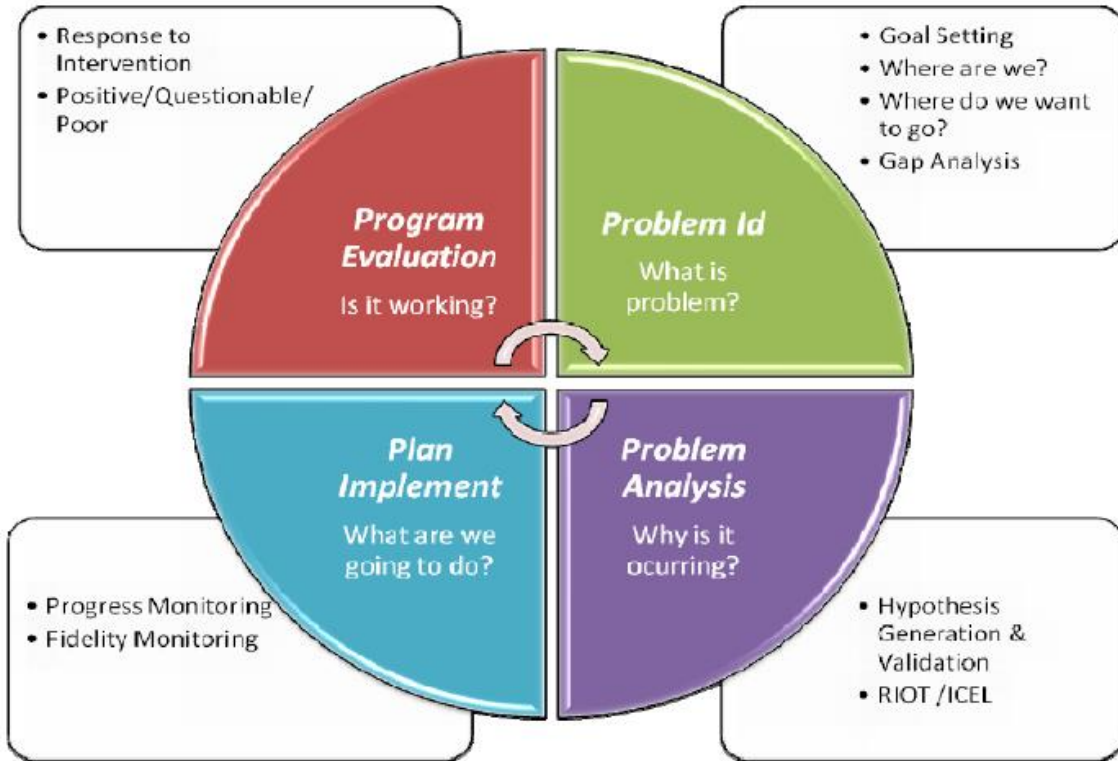 • Response to
Intervention
• Positive/Questionable/
Poor
• Goal Setting
• Where are we?
• Where do we want
to go?
• Gap Analysis
Program
Evaluation
Is it working?
Problem Id
What is
problem?
Plan
Implement
What are we
going to do?
Problem
Analysis
Why is it
ocurring?
• Progress Monitoring
• Fidelity Monitoring
• Hypothesis
Generation &
Validation
• RIOT /ICEL